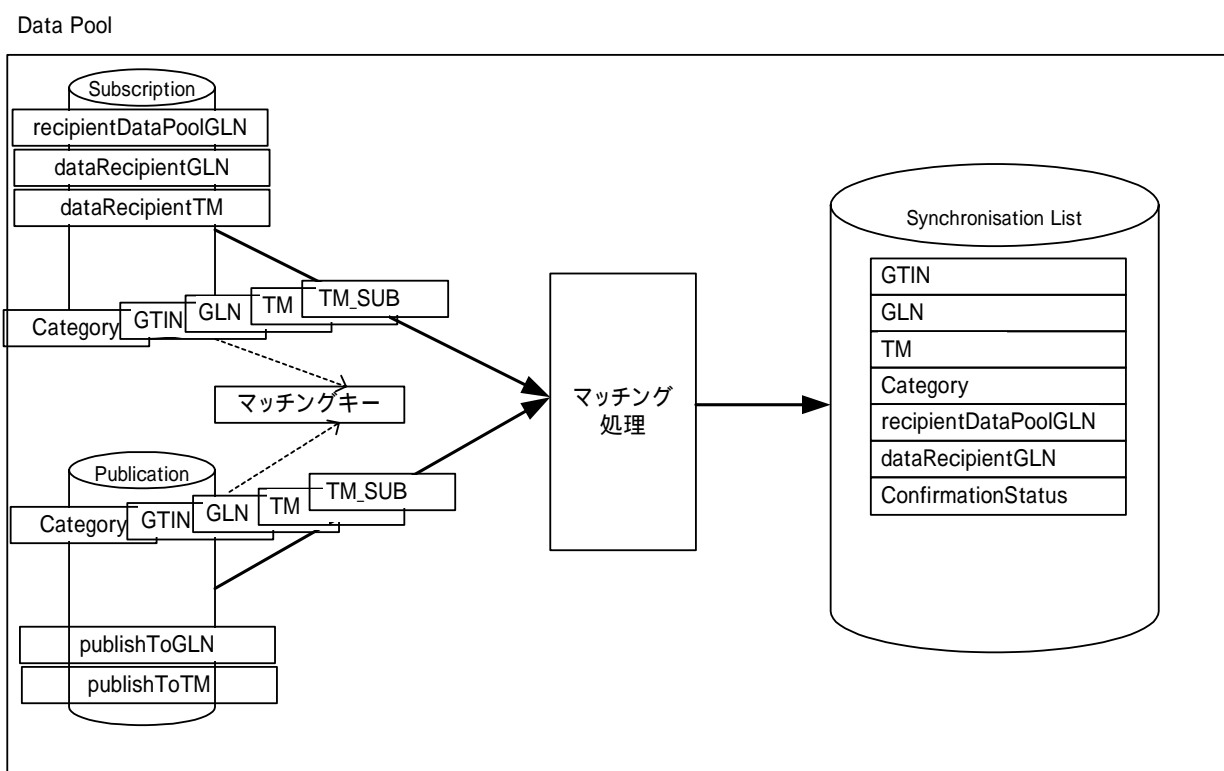 Data Pool
Subscription
recipientDataPoolGLN
dataRecipientGLN
dataRecipientTM
Category
GTIN
GLN
TM
TM_SUB
マッチングキー
Publication
Category
GTIN
GLN
TM
TM_SUB
publishToGLN
publishToTM
マッチング
処理
Synchronisation List
GTIN
GLN
TM
Category
recipientDataPoolGLN
dataRecipientGLN
ConfirmationStatus